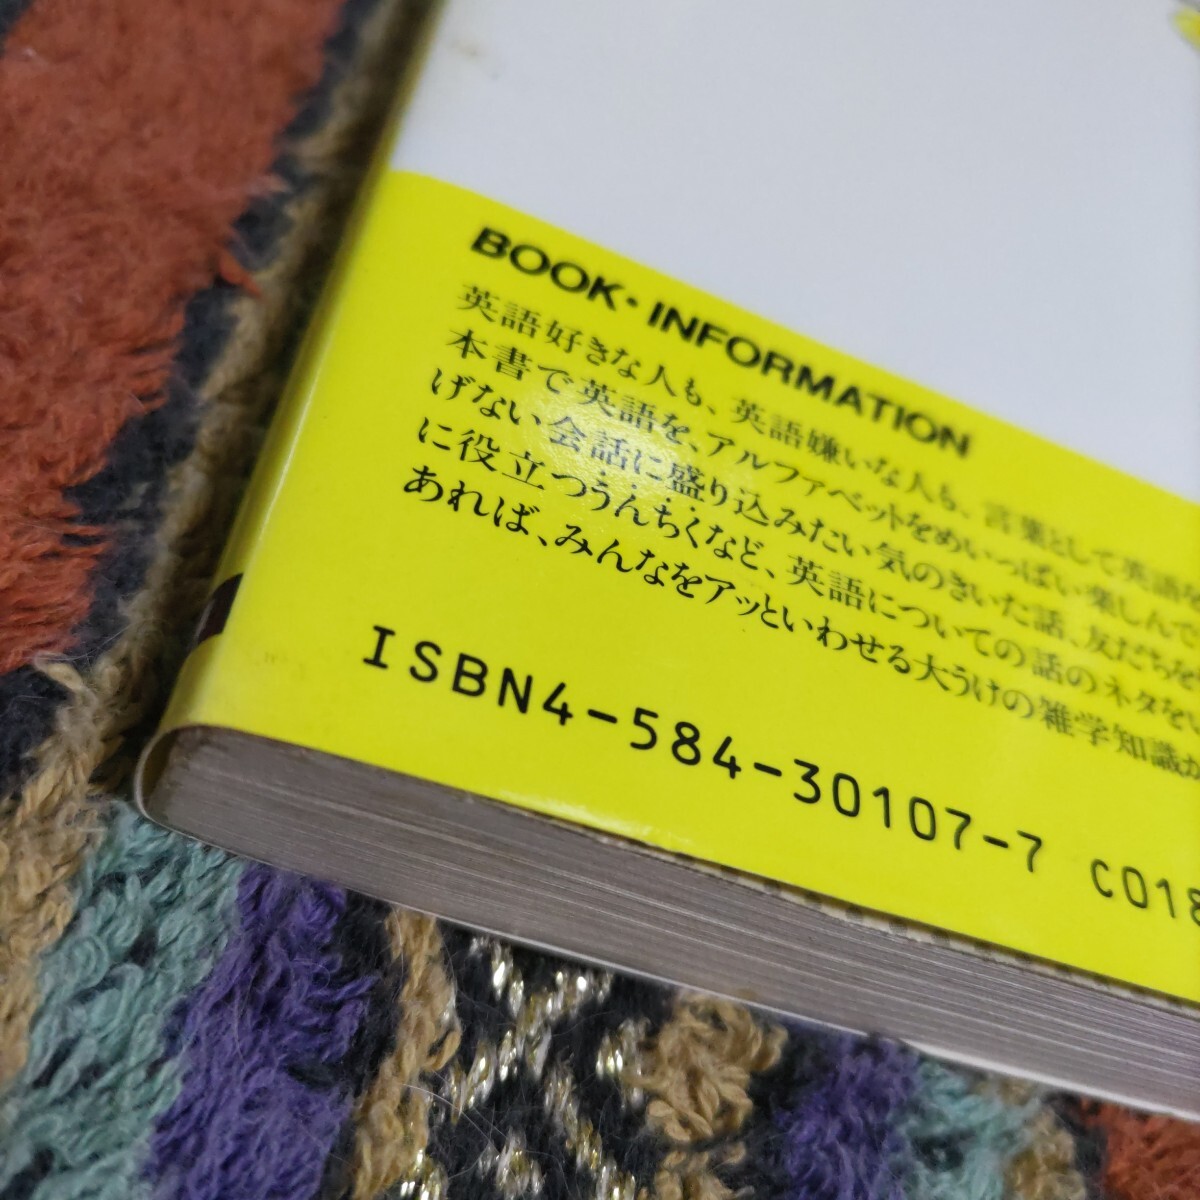 BOOK・INFORMATION
英語好きな人も、英語嫌いな人も、言葉として英語を
本書で英語を、アルファベットをめいっぱい楽しんで
げない会話に盛り込みたい気のきいた話、友だちを
に役立つうんちくなど、英語についての話のネタをい
あれば、みんなをアッといわせる大うけの雑学知識が
ISBN4-584-30107-7 C018